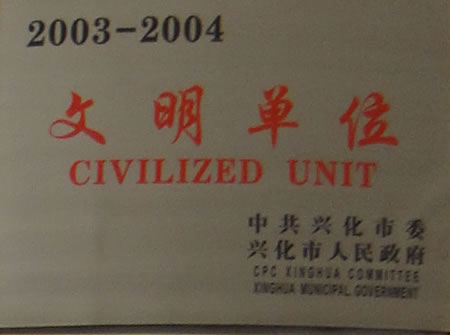 2003-2004
文明单位
CIVILIZED UNIT
中共兴化市委
兴化市人民政府
CPC XINGHUA COMMITTEE
XINGHUA MUNICIPAL GOVERNMENT